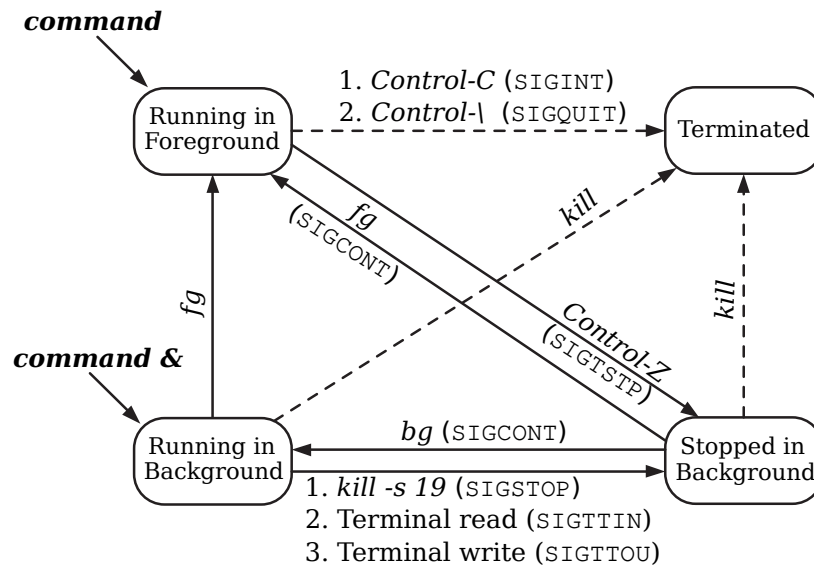 command
1. Control-C (SIGINT)
2. Control-\ (SIGQUIT)
Running in
Foreground
Terminated
fg
(SIGCONT)
kill
fg
kill
Control-Z
(SIGTSTP)
command &
bg (SIGCONT)
Running in
Background
Stopped in
Background
1. kill -s 19 (SIGSTOP)
2. Terminal read (SIGTTIN)
3. Terminal write (SIGTTOU)